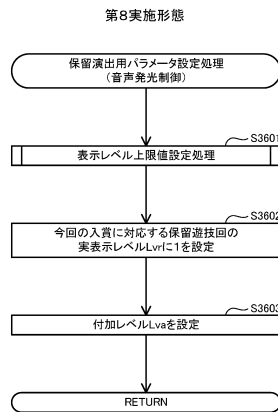 第8実施形態
保留演出用パラメータ設定処理
(音声発光制御)
S3601
表示レベル上限値設定処理
S3602
今回の入賞に対応する保留遊技回の
実表示レベルLvrに1を設定
S3603
付加レベルLvaを設定
RETURN